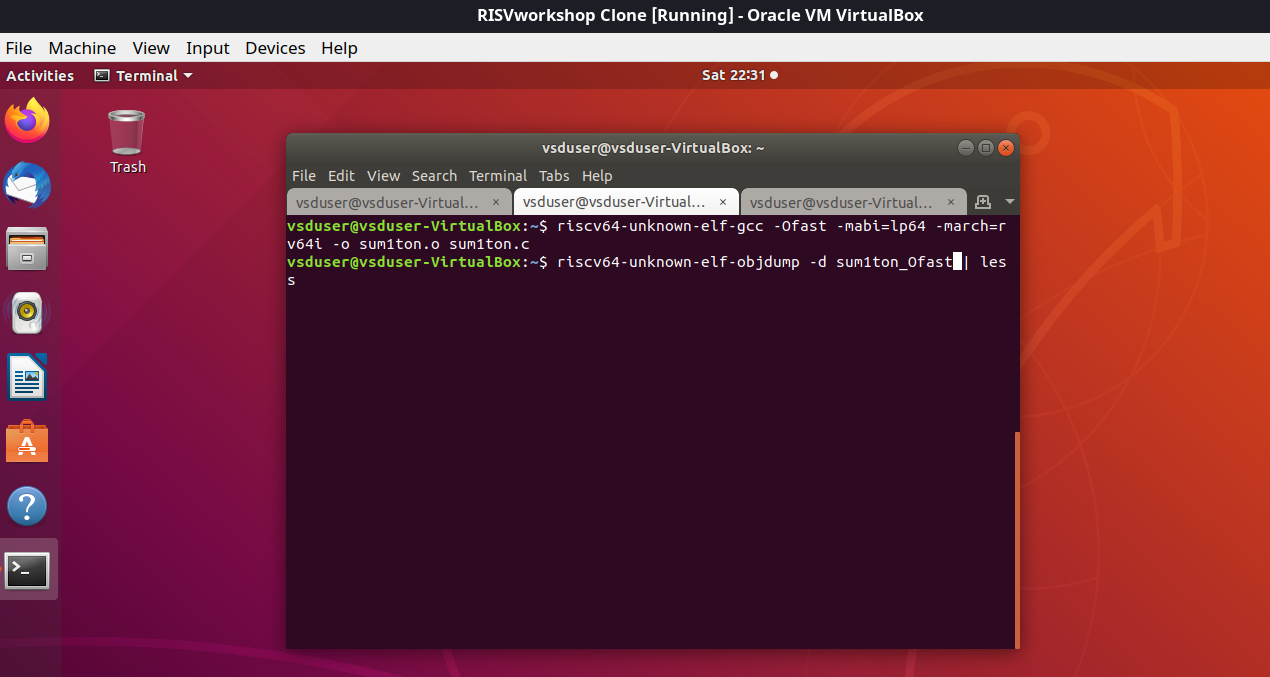 RISVworkshop Clone [Running] - Oracle VM VirtualBox
File Machine View Input Devices Help
Activities Terminal Sat 22:31
Trash
vsduser@vsduser-VirtualBox: ~
File Edit View Search Terminal Tabs Help
vsduser@vsduser-Virtual... × vsduser@vsduser-Virtual... × vsduser@vsduser-Virtual... ×
vsduser@vsduser-VirtualBox:~$ riscv64-unknown-elf-gcc -Ofast -mabi=lp64 -march=r
v64i -o sum1ton.o sum1ton.c
vsduser@vsduser-VirtualBox:~$ riscv64-unknown-elf-objdump -d sum1ton_Ofast | les
s